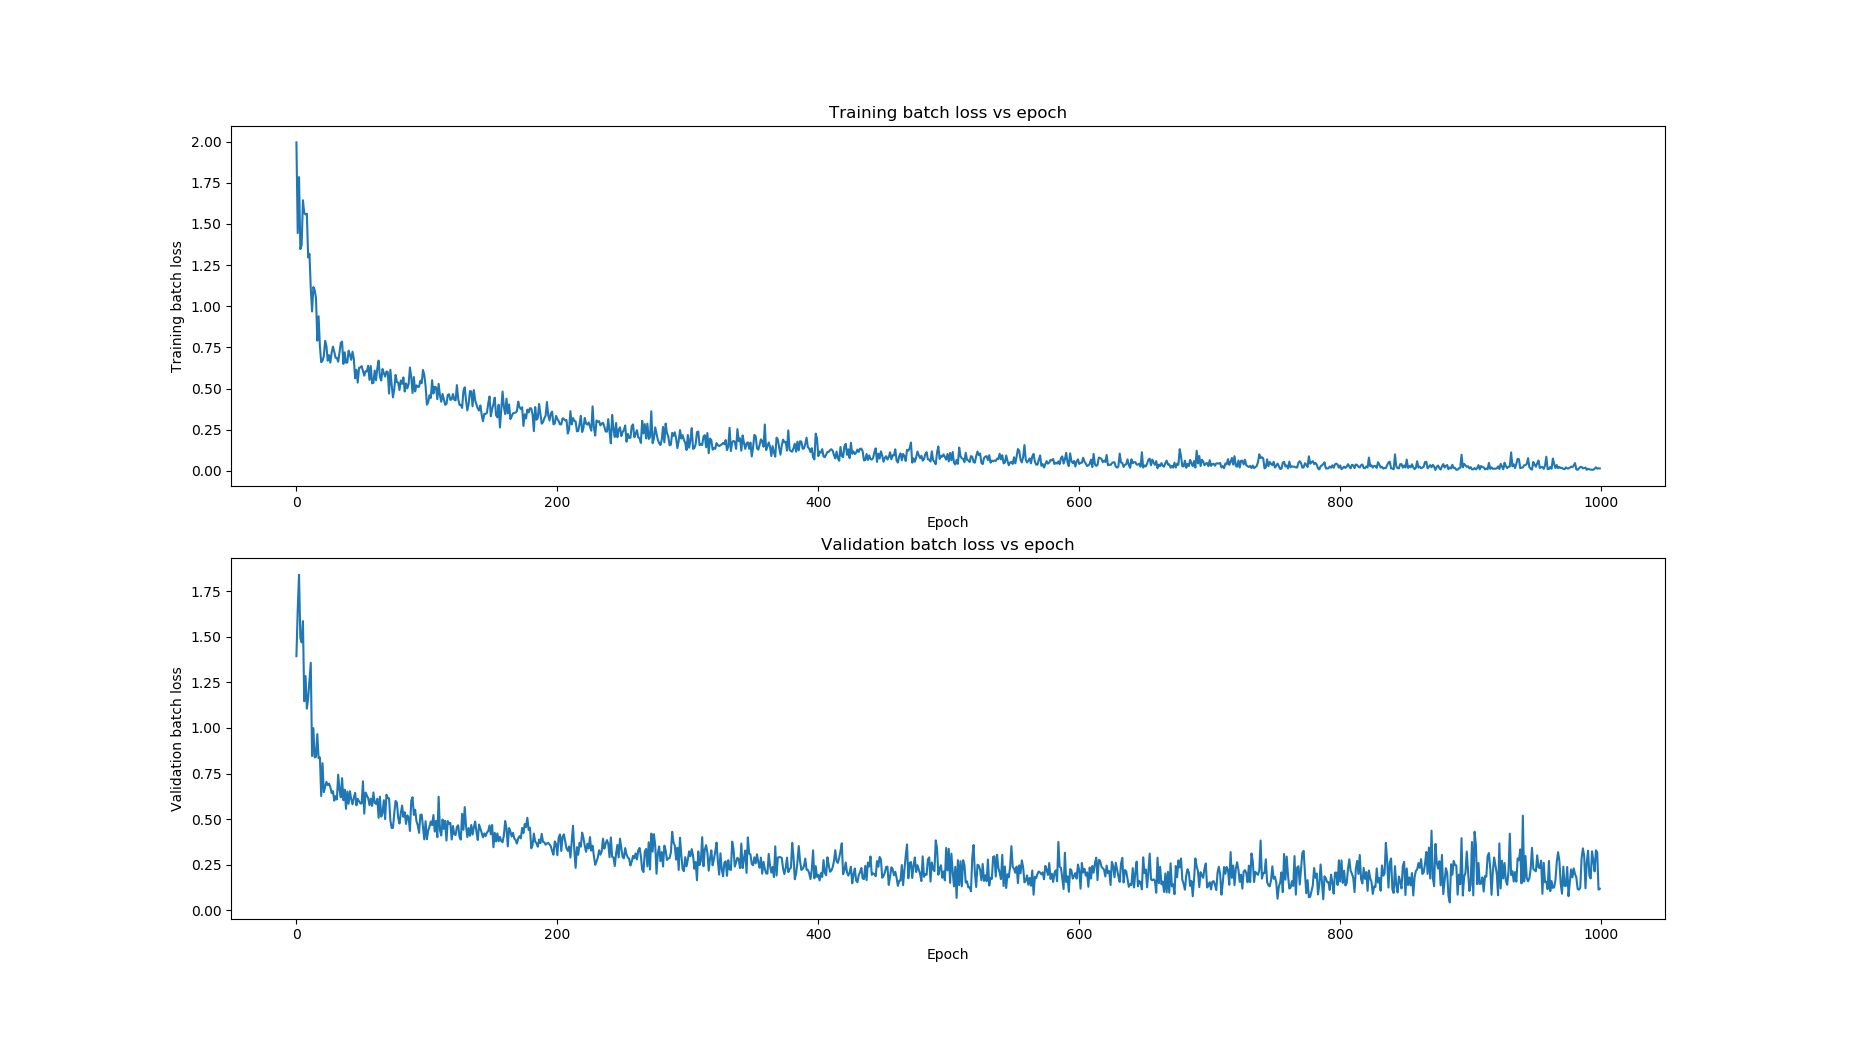 Training batch loss vs epoch
Training batch loss
2.00
1.75
1.50
1.25
1.00
0.75
0.50
0.25
0.00
0 200 400 600 800 1000
Epoch
Validation batch loss vs epoch
Validation batch loss
1.75
1.50
1.25
1.00
0.75
0.50
0.25
0.00
0 200 400 600 800 1000
Epoch